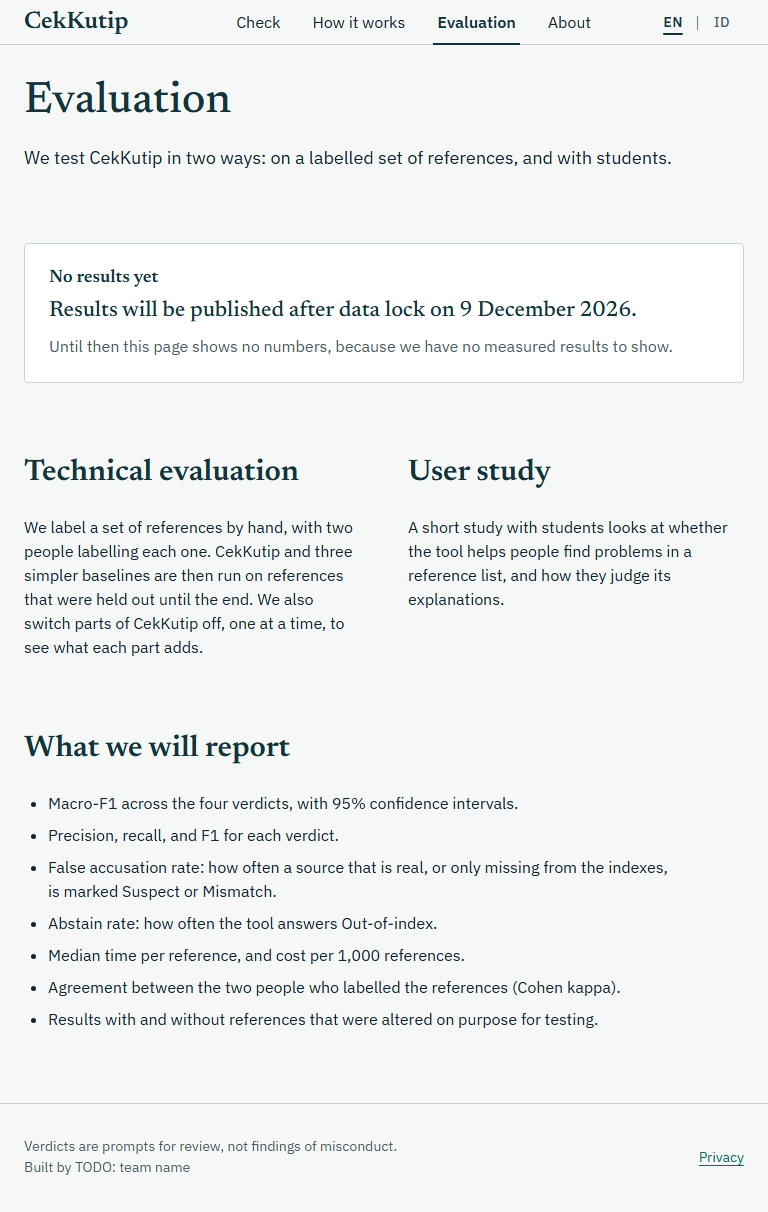 CekKutip
Check
How it works
Evaluation
About
EN | ID
Evaluation
We test CekKutip in two ways: on a labelled set of references, and with students.
No results yet
Results will be published after data lock on 9 December 2026.
Until then this page shows no numbers, because we have no measured results to show.
Technical evaluation
We label a set of references by hand, with two
people labelling each one. CekKutip and three
simpler baselines are then run on references
that were held out until the end. We also
switch parts of CekKutip off, one at a time, to
see what each part adds.
User study
A short study with students looks at whether
the tool helps people find problems in a
reference list, and how they judge its
explanations.
What we will report
• Macro-F1 across the four verdicts, with 95% confidence intervals.
• Precision, recall, and F1 for each verdict.
• False accusation rate: how often a source that is real, or only missing from the indexes,
is marked Suspect or Mismatch.
• Abstain rate: how often the tool answers Out-of-index.
• Median time per reference, and cost per 1,000 references.
• Agreement between the two people who labelled the references (Cohen kappa).
• Results with and without references that were altered on purpose for testing.
Verdicts are prompts for review, not findings of misconduct.
Built by TODO: team name
Privacy